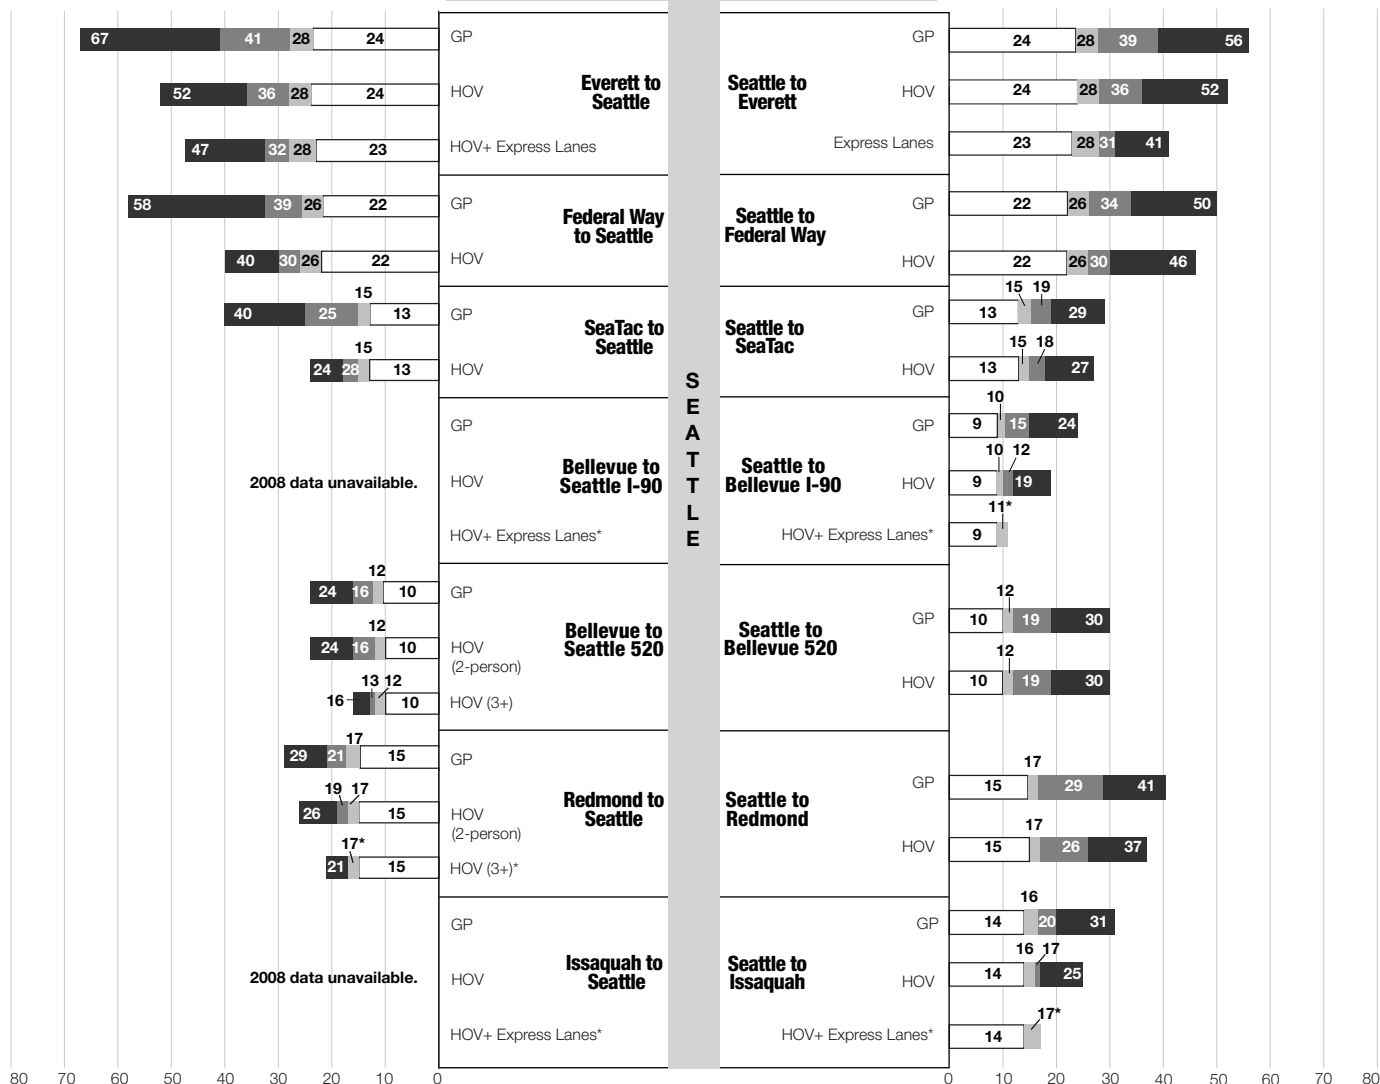 67 41 28 24 GP
52 36 28 24 HOV
47 32 28 23 HOV+ Express Lanes
Everett to
Seattle
58 39 26 22 GP
40 30 26 22 HOV
Federal Way
to Seattle
15
40 25 13 GP
15
24 28 13 HOV
SeaTac to
Seattle
GP
2008 data unavailable. HOV
HOV+ Express Lanes*
Bellevue to
Seattle I-90
12
24 16 10 GP
12
24 16 10 HOV
(2-person)
13 12
16 10 HOV (3+)
Bellevue to
Seattle 520
17
29 21 15 GP
19 17
26 15 HOV
(2-person)
17*
21 15 HOV (3+)*
Redmond to
Seattle
GP
2008 data unavailable. HOV
HOV+ Express Lanes*
Issaquah to
Seattle
80 70 60 50 40 30 20 10 0
S
E
A
T
T
L
E
Seattle to
Everett
GP 24 28 39 56
HOV 24 28 36 52
Express Lanes 23 28 31 41
Seattle to
Federal Way
GP 22 26 34 50
HOV 22 26 30 46
Seattle to
SeaTac
15 19
GP 13 29
15 18
HOV 13 27
Seattle to
Bellevue I-90
10
GP 9 15 24
10 12
HOV 9 19
11*
HOV+ Express Lanes* 9
Seattle to
Bellevue 520
12
GP 10 19 30
12
HOV 10 19 30
Seattle to
Redmond
17
GP 15 29 41
17
HOV 15 26 37
Seattle to
Issaquah
16
GP 14 20 31
16 17
HOV 14 25
17*
HOV+ Express Lanes* 14
0 10 20 30 40 50 60 70 80